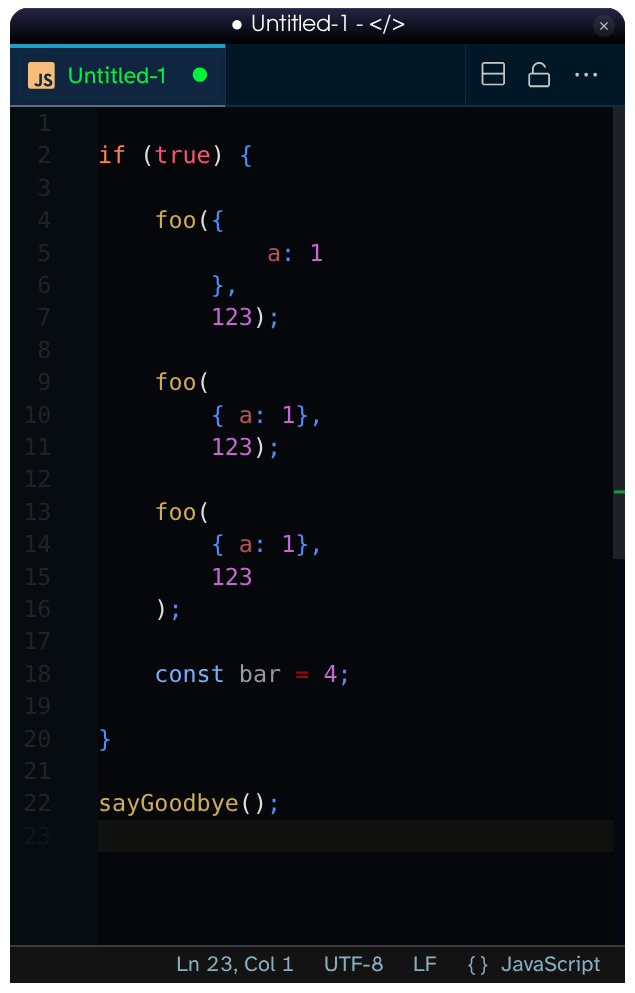 ● Untitled-1 - </>
×
JS Untitled-1 ●
1
2 if (true) {
3
4     foo({
5             a: 1
6         },
7         123);
8
9     foo(
10         { a: 1},
11         123);
12
13     foo(
14         { a: 1},
15         123
16     );
17
18     const bar = 4;
19
20 }
21
22 sayGoodbye();
23
Ln 23, Col 1 UTF-8 LF {} JavaScript